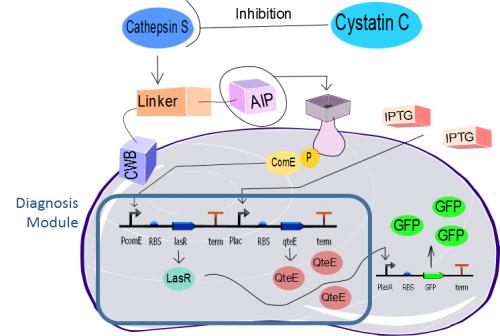 Inhibition
Cathepsin S
Cystatin C
Linker
AIP
IPTG
IPTG
CWB
ComE
P
Diagnosis
Module
GFP
GFP
GFP
PcomE RBS lasR term Plac RBS qteE term
PlasR RBS GFP term
LasR
QteE
QteE
QteE